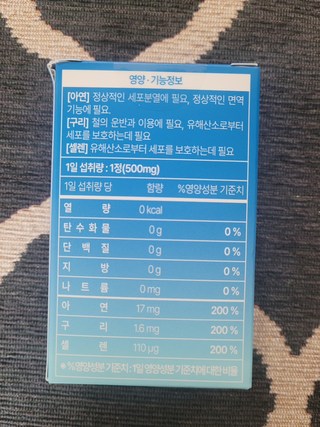 영양 · 기능정보
[아연] 정상적인 세포분열에 필요, 정상적인 면역
기능에 필요.
[구리] 철의 운반과 이용에 필요, 유해산소로부터
세포를 보호하는데 필요
[셀렌] 유해산소로부터 세포를 보호하는데 필요
1일 섭취량 : 1정(500mg)
1일 섭취량 당 함량 %영양성분 기준치
열 량 0 kcal
탄 수 화 물 0 g 0 %
단 백 질 0 g 0 %
지 방 0 g 0 %
나 트 륨 0 mg 0 %
아 연 17 mg 200 %
구 리 1.6 mg 200 %
셀 렌 110 μg 200 %
※ %영양성분 기준치 : 1일 영양성분 기준치에 대한 비율